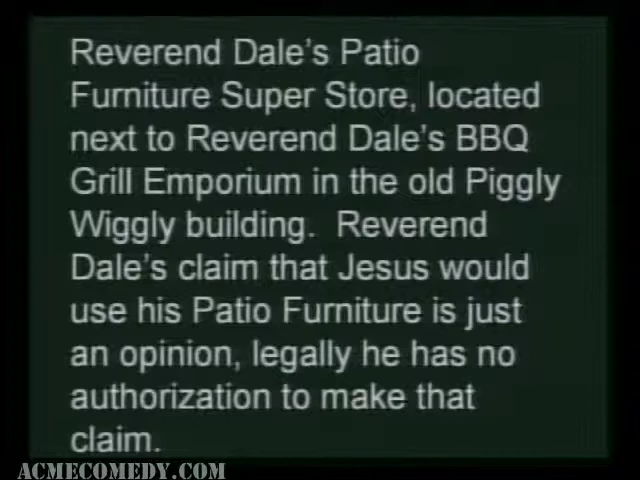 Reverend Dale's Patio
Furniture Super Store, located
next to Reverend Dale's BBQ
Grill Emporium in the old Piggly
Wiggly building.  Reverend
Dale's claim that Jesus would
use his Patio Furniture is just
an opinion, legally he has no
authorization to make that
claim.
ACMECOMEDY.COM